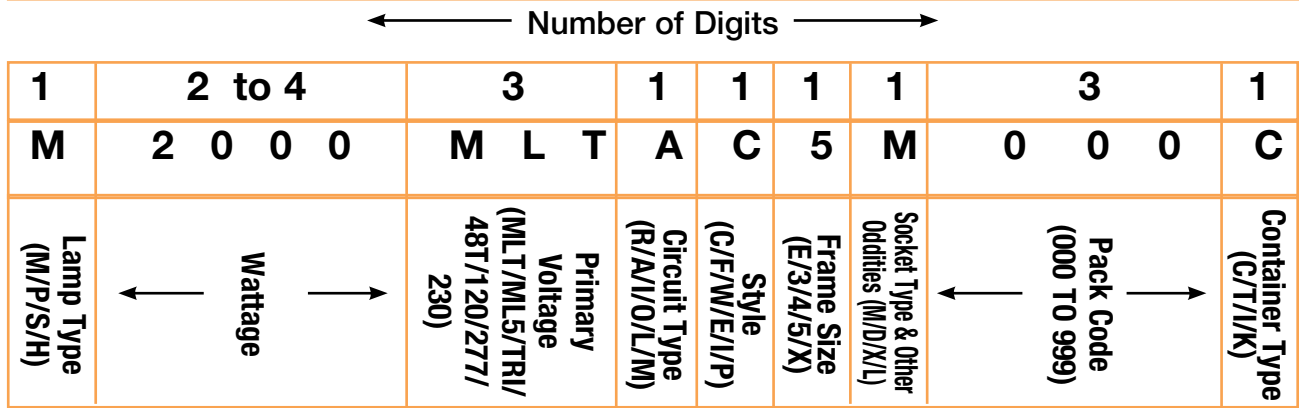 Number of Digits
1 2 to 4 3 1 1 1 1 3 1
M 2 0 0 0 M L T A C 5 M 0 0 0 C
Lamp Type
(M/P/S/H)
Wattage
Primary
Voltage
(MLT/ML5/TRI/
48T/120/277/
230)
Circuit Type
(R/A/I/O/L/M)
Style
(C/F/W/E/I/P)
Frame Size
(E/3/4/5/X)
Socket Type & Other
Oddities (M/D/X/L)
Pack Code
(000 TO 999)
Container Type
(C/T/I/K)